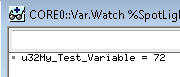 CORE0::Var.Watch %SpotLig
u32My_Test_Variable = 72